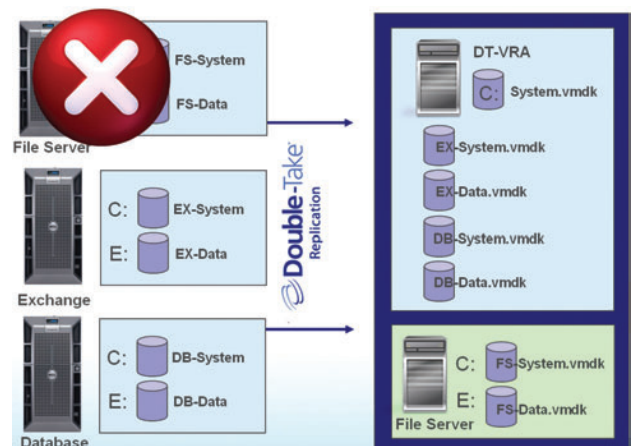 FS-System
FS-Data
File Server
C:
EX-System
E:
EX-Data
Exchange
C:
DB-System
E:
DB-Data
Database
Double-Take
Replication
DT-VRA
C:
System.vmdk
EX-System.vmdk
EX-Data.vmdk
DB-System.vmdk
DB-Data.vmdk
C:
FS-System.vmdk
E:
FS-Data.vmdk
File Server